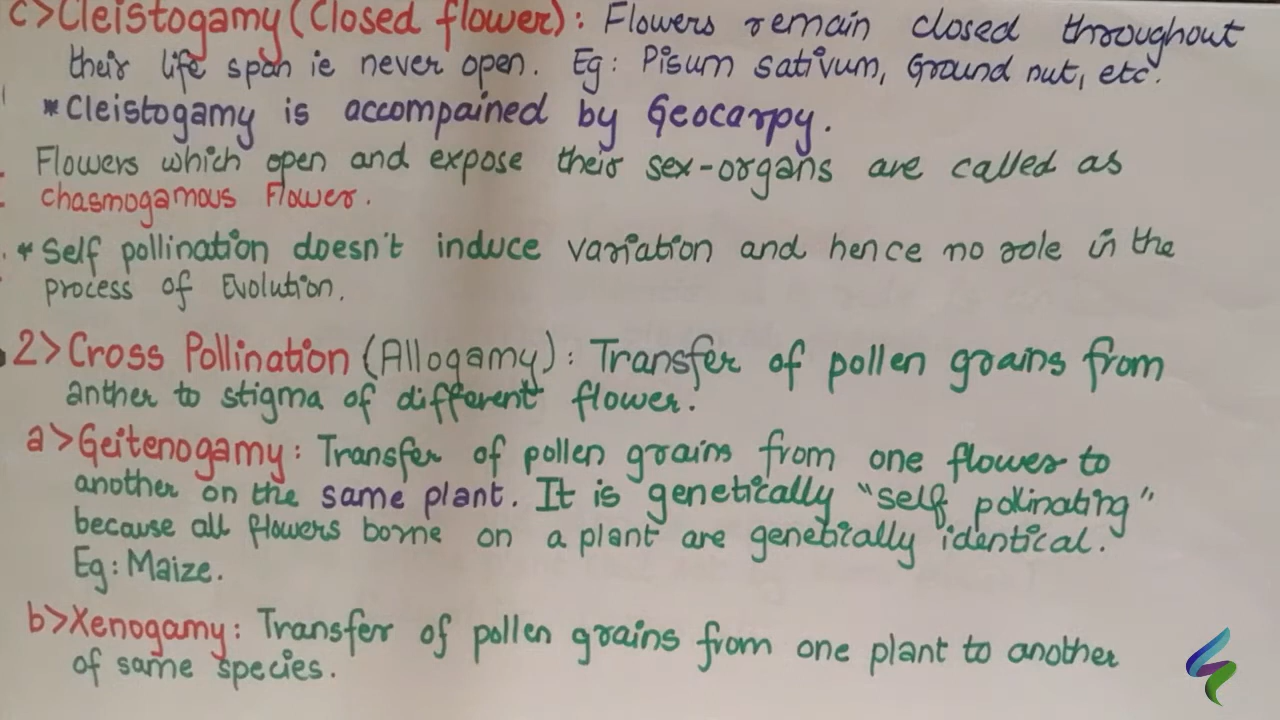 c>Cleistogamy (Closed flower): Flowers remain closed throughout
their life span ie never open. Eg: Pisum sativum, Ground nut, etc.
*Cleistogamy is accompained by Geocarpy.
Flowers which open and expose their sex-organs are called as
chasmogamous Flower.
* Self pollination doesn't induce variation and hence no role in the
process of Evolution.
2> Cross Pollination (Allogamy): Transfer of pollen grains from
anther to stigma of different flower.
a> Geitenogamy: Transfer of pollen grains from one flower to
another on the same plant. It is genetically "self pollinating"
because all flowers borne on a plant are genetically identical.
Eg: Maize.
b> Xenogamy: Transfer of pollen grains from one plant to another
of same species.